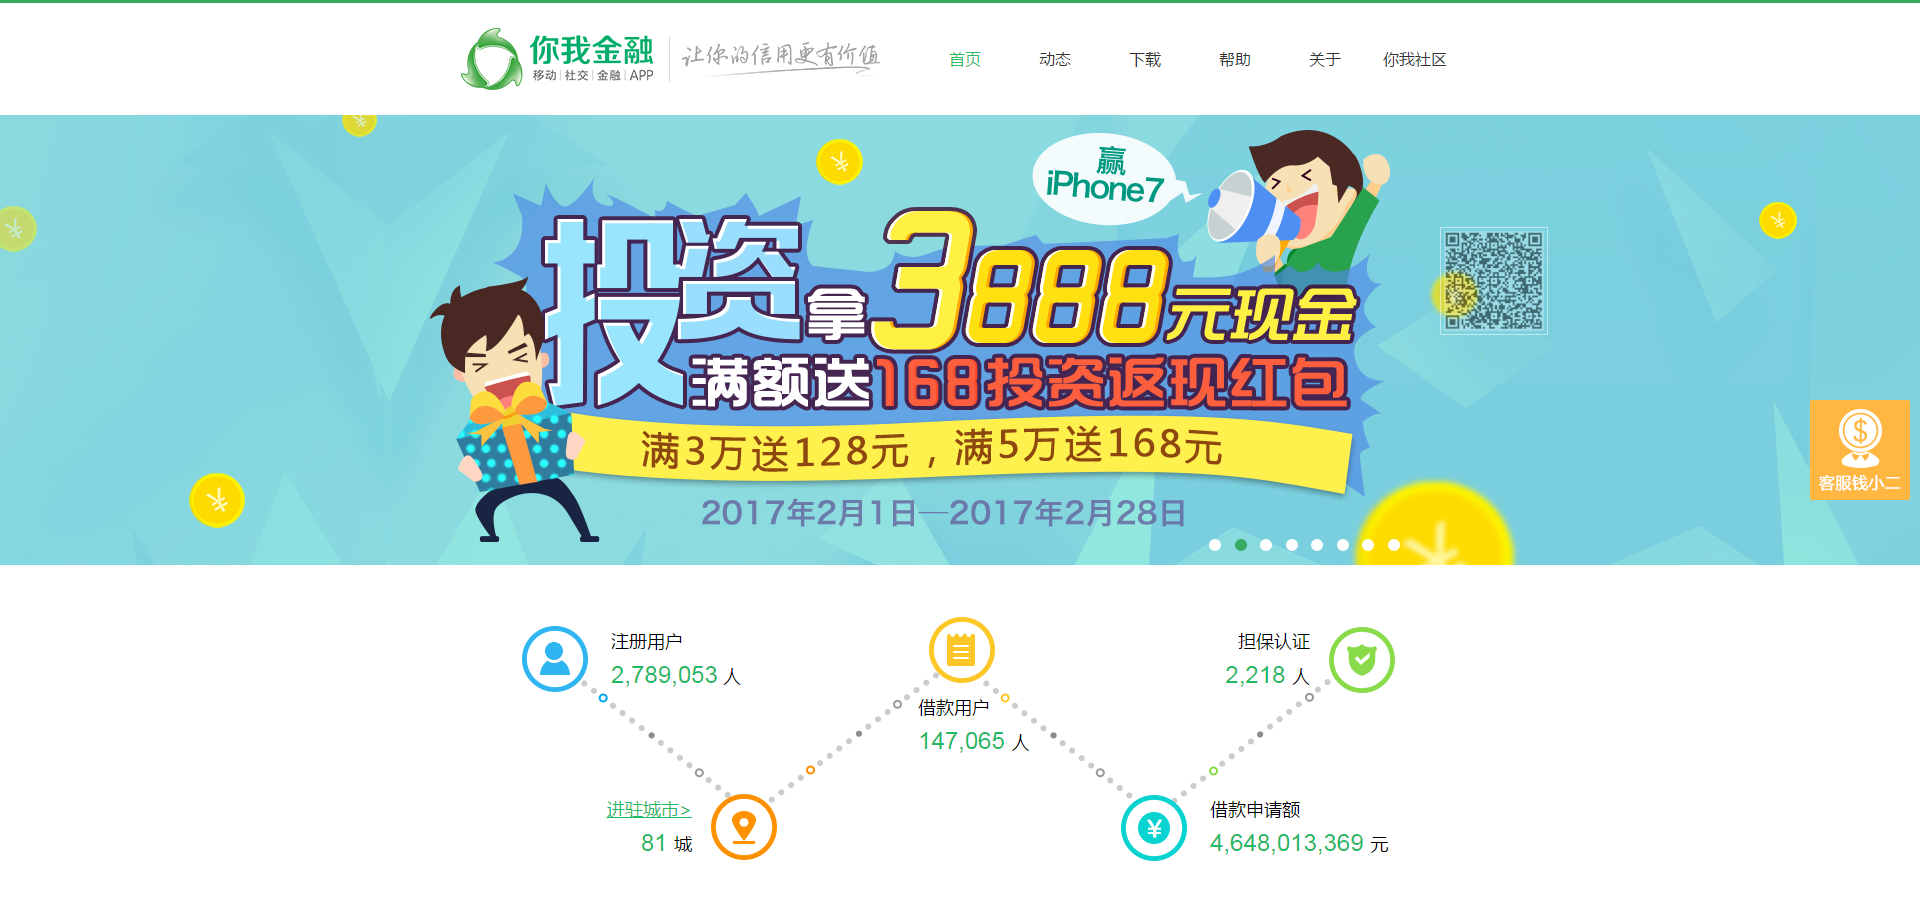 你我金融
移动|社交|金融|APP
让你的信用更有价值
首页
动态
下载
帮助
关于
你我社区
赢
iPhone7
投资拿3888元现金
满额送168投资返现红包
满3万送128元，满5万送168元
2017年2月1日—2017年2月28日
客服钱小二
注册用户
2,789,053 人
借款用户
147,065 人
担保认证
2,218 人
进驻城市>
81 城
借款申请额
4,648,013,369 元